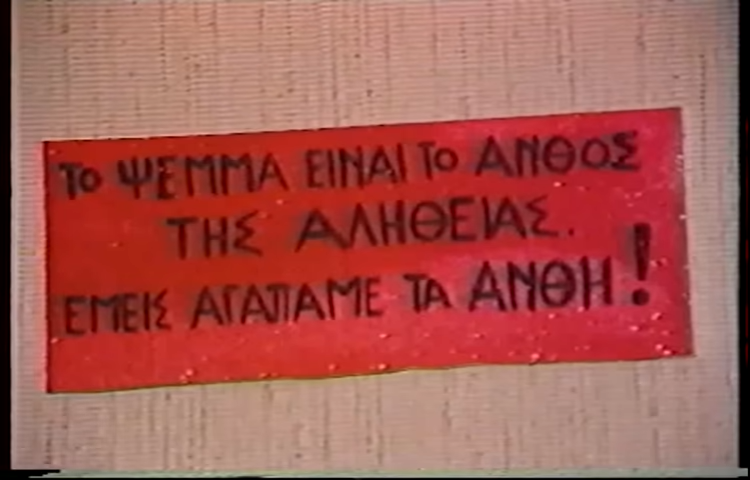 ΤΟ ΨΕΜΜΑ ΕΙΝΑΙ ΤΟ ΑΝΘΟΣ
ΤΗΣ ΑΛΗΘΕΙΑΣ.
ΕΜΕΙΣ ΑΓΑΠΑΜΕ ΤΑ ΑΝΘΗ!